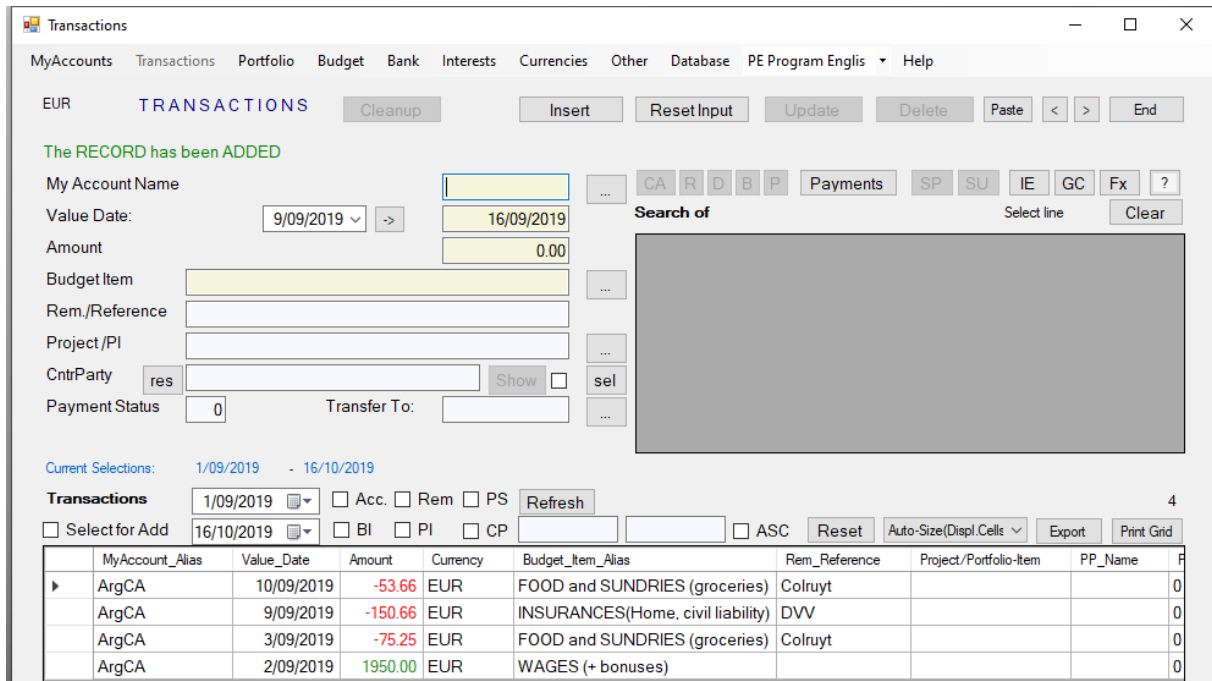 Transactions
MyAccounts Transactions Portfolio Budget Bank Interests Currencies Other Database PE Program Englis Help
EUR TRANSACTIONS Cleanup Insert Reset Input Update Delete Paste < > End
The RECORD has been ADDED
My Account Name ... CA R D B P Payments SP SU IE GC Fx ?
Value Date: 9/09/2019 -> 16/09/2019 Search of Select line Clear
Amount 0.00
Budget Item ...
Rem./Reference
Project /PI ...
CntrParty res Show sel
Payment Status 0 Transfer To: ...
Current Selections: 1/09/2019 - 16/10/2019
Transactions 1/09/2019 Acc. Rem PS Refresh 4
Select for Add 16/10/2019 BI PI CP ASC Reset Auto-Size(Displ.Cells Export Print Grid
MyAccount_Alias Value_Date Amount Currency Budget_Item_Alias Rem_Reference Project/Portfolio-Item PP_Name F
ArgCA 10/09/2019 -53.66 EUR FOOD and SUNDRIES (groceries) Colruyt 0
ArgCA 9/09/2019 -150.66 EUR INSURANCES(Home, civil liability) DVV 0
ArgCA 3/09/2019 -75.25 EUR FOOD and SUNDRIES (groceries) Colruyt 0
ArgCA 2/09/2019 1950.00 EUR WAGES (+ bonuses) 0